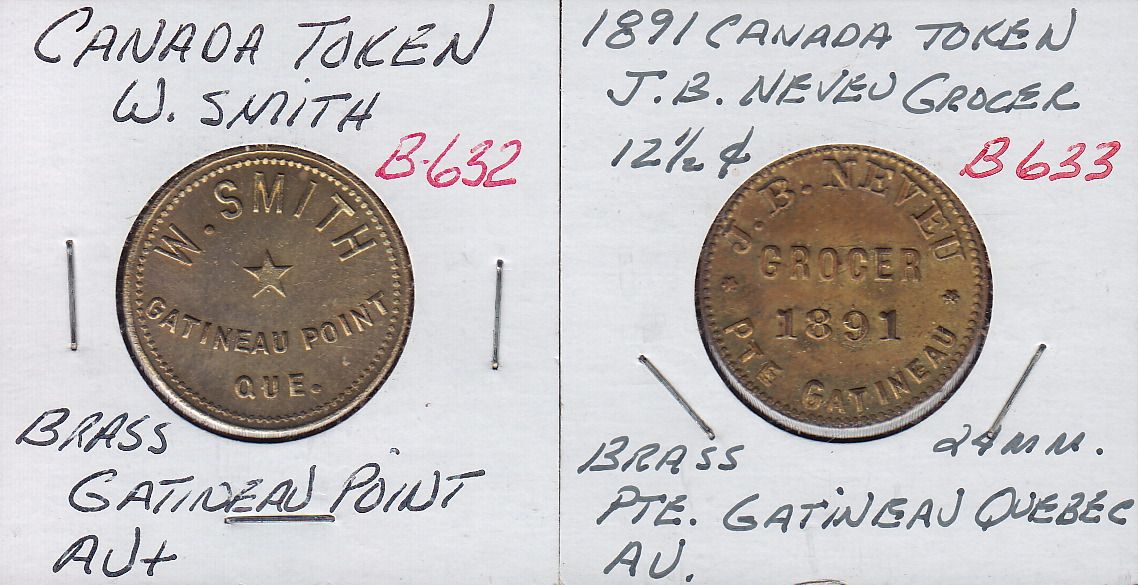 CANADA TOKEN
W. SMITH
B-632
W. SMITH
GATINEAU POINT
QUE.
BRASS
GATINEAU POINT
AU+
1891 CANADA TOKEN
J.B. NEVEU GROCER
12½ ¢
B633
J.B. NEVEU
GROCER
1891
PTE GATINEAU
BRASS 24MM.
PTE. GATINEAU QUEBEC
AU.